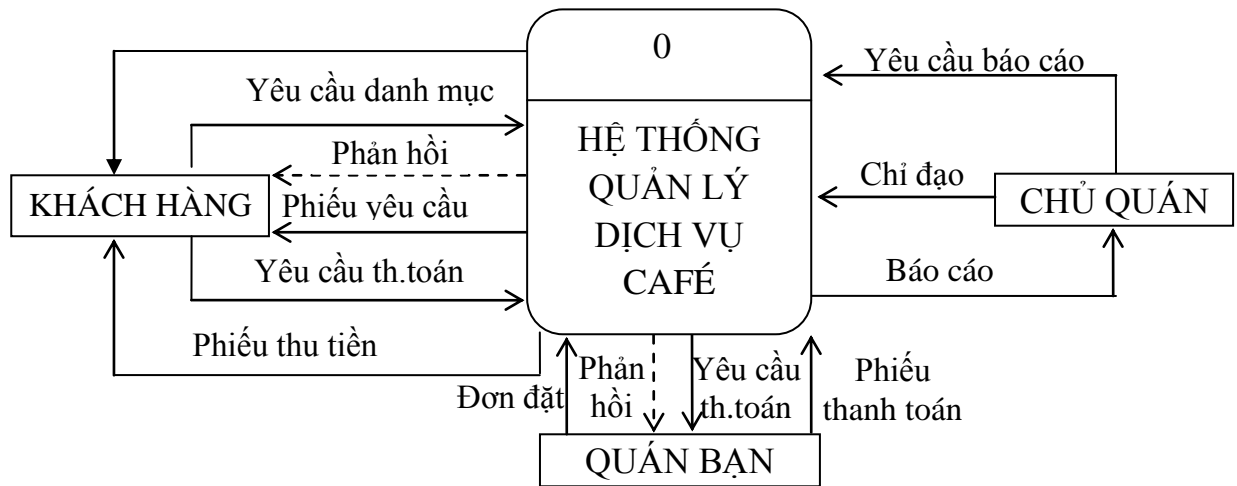 0
Yêu cầu báo cáo
Yêu cầu danh mục
HỆ THỐNG
QUẢN LÝ
DỊCH VỤ
CAFÉ
Phản hồi
Chỉ đạo
KHÁCH HÀNG
Phiếu yêu cầu
CHỦ QUÁN
Yêu cầu th.toán
Báo cáo
Phiếu thu tiền
Đơn đặt
Phản
hồi
Yêu cầu
th.toán
Phiếu
thanh toán
QUÁN BẠN